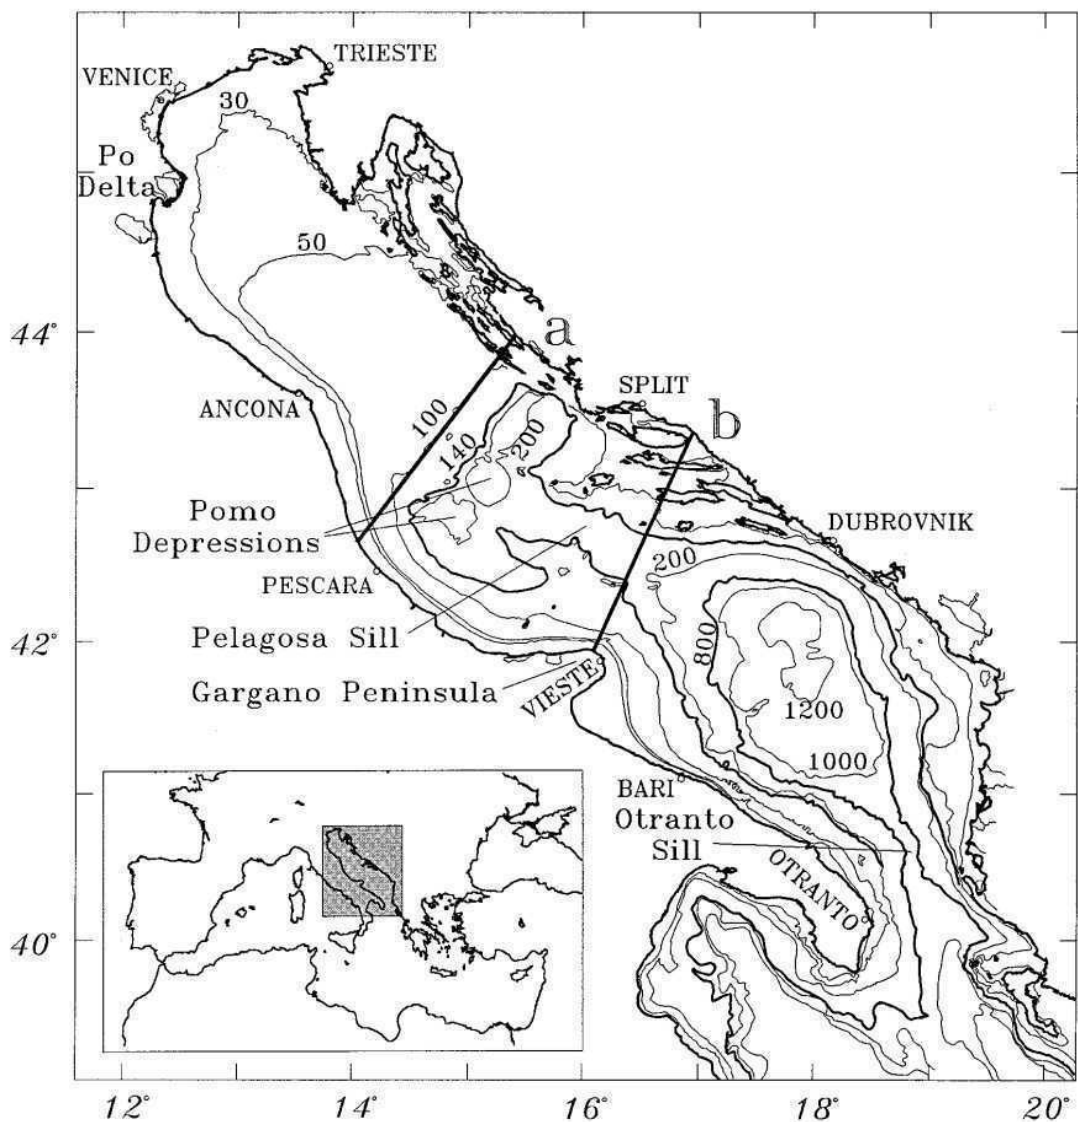 TRIESTE
VENICE
30
Po
Delta
50
44°
a
SPLIT
ANCONA
b
100
140
200
Pomo
Depressions
DUBROVNIK
200
PESCARA
Pelagosa Sill
42°
800
Gargano Peninsula
VIESTE
1200
1000
BARI
Otranto
Sill
OTRANTO
40°
12°
14°
16°
18°
20°